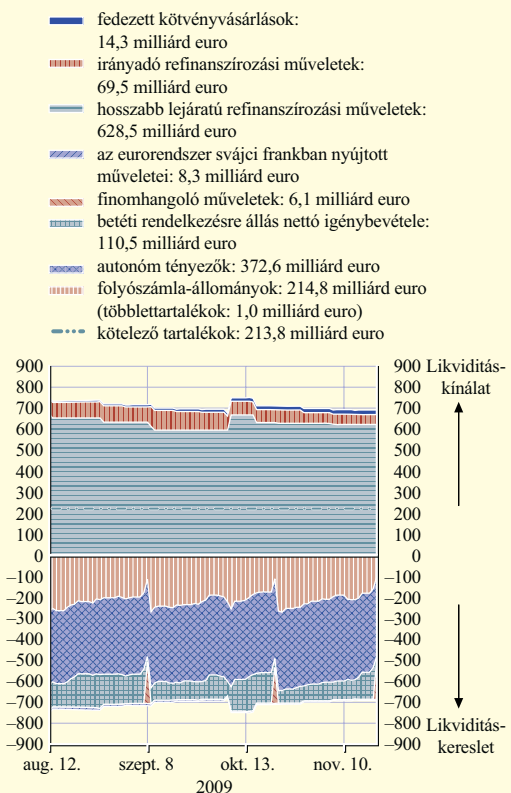 fedezett kötvényvásárlások:
14,3 milliárd euro
irányadó refinanszírozási műveletek:
69,5 milliárd euro
hosszabb lejáratú refinanszírozási műveletek:
628,5 milliárd euro
az eurorendszer svájci frankban nyújtott
műveletei: 8,3 milliárd euro
finomhangoló műveletek: 6,1 milliárd euro
betéti rendelkezésre állás nettó igénybevétele:
110,5 milliárd euro
autonóm tényezők: 372,6 milliárd euro
folyószámla-állományok: 214,8 milliárd euro
(többlettartalékok: 1,0 milliárd euro)
kötelező tartalékok: 213,8 milliárd euro
900 900 Likviditás-
800 800 kínálat
700 700
600 600
500 500
400 400
300 300
200 200
100 100
0 0
–100 –100
–200 –200
–300 –300
–400 –400
–500 –500
–600 –600
–700 –700
–800 –800 Likviditás-
–900 –900 kereslet
aug. 12. szept. 8 okt. 13. nov. 10.
2009